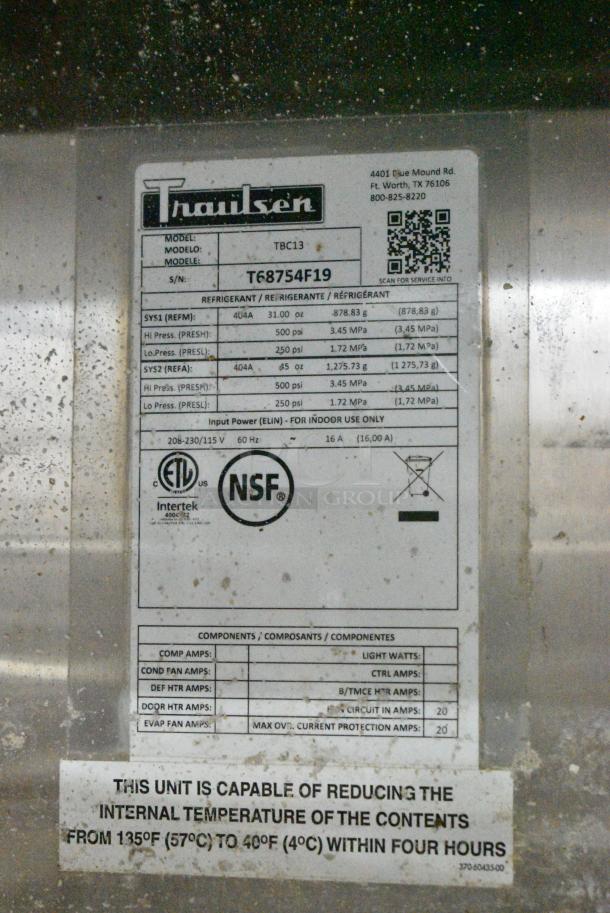 Traulsen
4401 Blue Mound Rd.
Ft. Worth, TX 76106
800-825-8220
MODEL:
MODELO:
MODELE:
TBC13
S/N:
T68754F19
SCAN FOR SERVICE INFO
REFRIGERANT / REFRIGERANTE / RÉFRIGÉRANT
SYS1 (REFM): 404A 31.00 oz 878.83 g (878,83 g)
Hi Press. (PRESH): 500 psi 3.45 MPa (3,45 MPa)
Lo Press. (PRESL): 250 psi 1.72 MPa (1,72 MPa)
SYS2 (REFA): 404A 45 oz 1,275.73 g (1 275,73 g)
Hi Press. (PRESH): 500 psi 3.45 MPa (3,45 MPa)
Lo Press. (PRESL): 250 psi 1.72 MPa (1,72 MPa)
Input Power (ELIN) - FOR INDOOR USE ONLY
208-230/115 V 60 Hz ~ 16 A (16,00 A)
C ETL US
Intertek
NSF®
AUCTION GROUP
COMPONENTS / COMPOSANTS / COMPONENTES
COMP AMPS: LIGHT WATTS:
COND FAN AMPS: CTRL AMPS:
DEF HTR AMPS: B/TMCE HTR AMPS:
DOOR HTR AMPS: CIRCUIT IN AMPS: 20
EVAP FAN AMPS: MAX OVR. CURRENT PROTECTION AMPS: 20
THIS UNIT IS CAPABLE OF REDUCING THE
INTERNAL TEMPERATURE OF THE CONTENTS
FROM 135ºF (57ºC) TO 40ºF (4ºC) WITHIN FOUR HOURS
370-60435-00